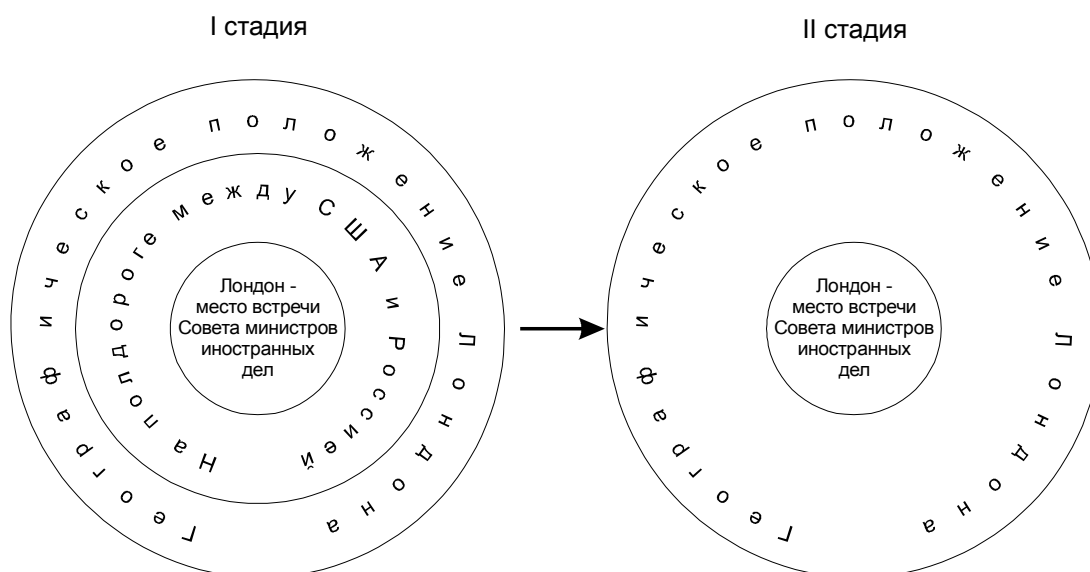 I стадия
II стадия
Географическое положение Лондона
На полдороге между США и Россией
Лондон -
место встречи
Совета министров
иностранных
дел
Географическое положение Лондона
Лондон -
место встречи
Совета министров
иностранных
дел